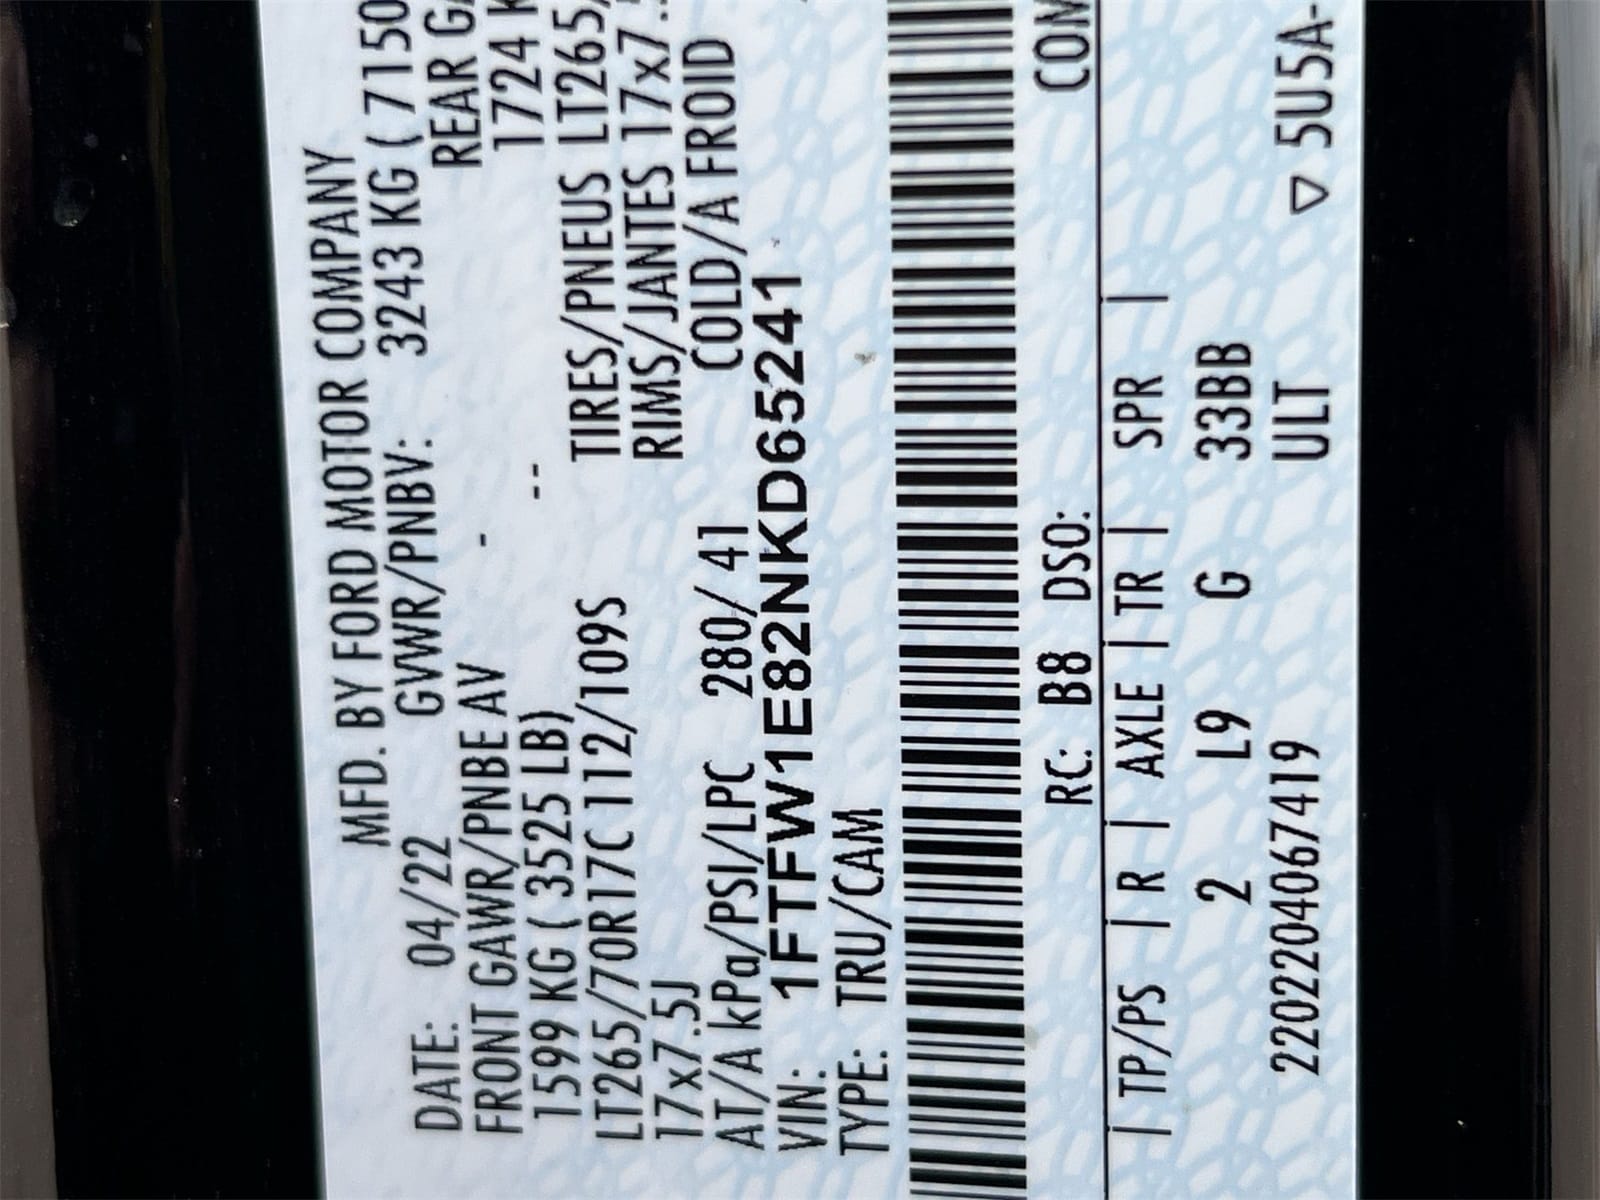 MFD. BY FORD MOTOR COMPANY
DATE: 04/22 GVWR/PNBV: 3243 KG ( 7150
FRONT GAWR/PNBE AV - REAR GA
1599 KG ( 3525 LB) -- 1724 K
LT265/70R17C 112/109S TIRES/PNEUS LT265/
17x7.5J RIMS/JANTES 17x7.5
AT/A kPa/PSI/LPC 280/ 41 COLD/A FROID
VIN: 1FTFW1E82NKD65241
TYPE: TRU/CAM
RC: B8 DSO: COM
| TP/PS | R | AXLE | TR | SPR |
2 L9 G 33BB
2202204067419 ULT ▽ 5U5A-